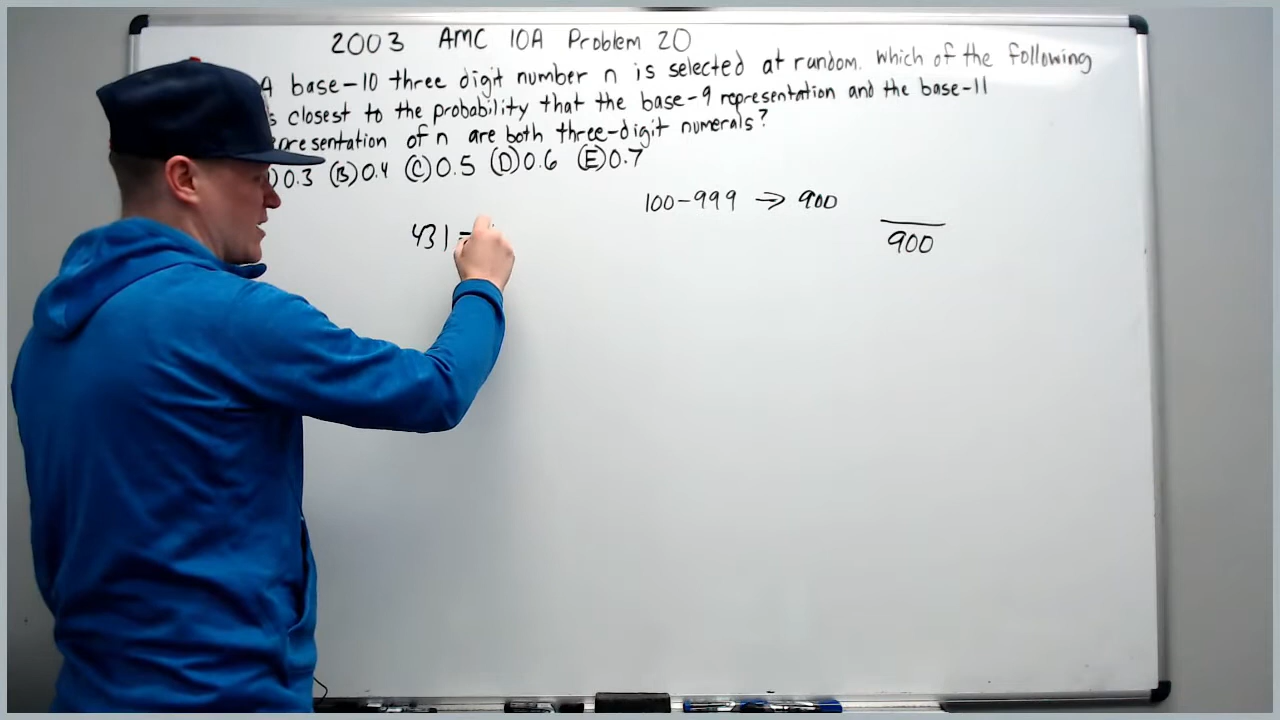 2003 AMC 10A Problem 20
A base-10 three digit number n is selected at random. Which of the following
s closest to the probability that the base-9 representation and the base-11
presentation of n are both three-digit numerals?
)0.3 (B)0.4 (C)0.5 (D)0.6 (E)0.7
100-999 → 900
900
431 =